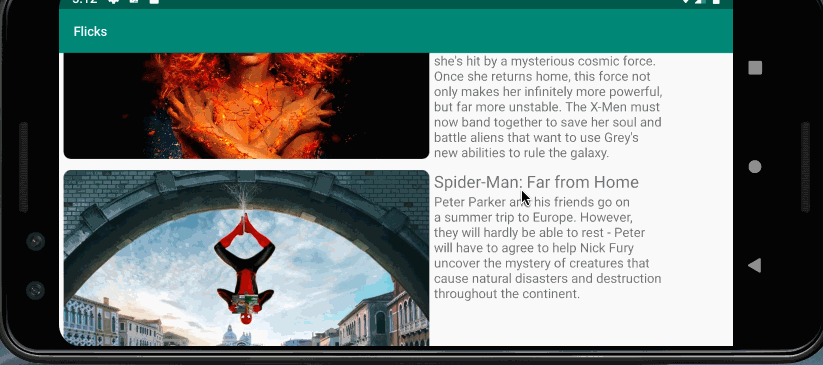 Flicks
she's hit by a mysterious cosmic force.
Once she returns home, this force not
only makes her infinitely more powerful,
but far more unstable. The X-Men must
now band together to save her soul and
battle aliens that want to use Grey's
new abilities to rule the galaxy.
Spider-Man: Far from Home
Peter Parker and his friends go on
a summer trip to Europe. However,
they will hardly be able to rest - Peter
will have to agree to help Nick Fury
uncover the mystery of creatures that
cause natural disasters and destruction
throughout the continent.